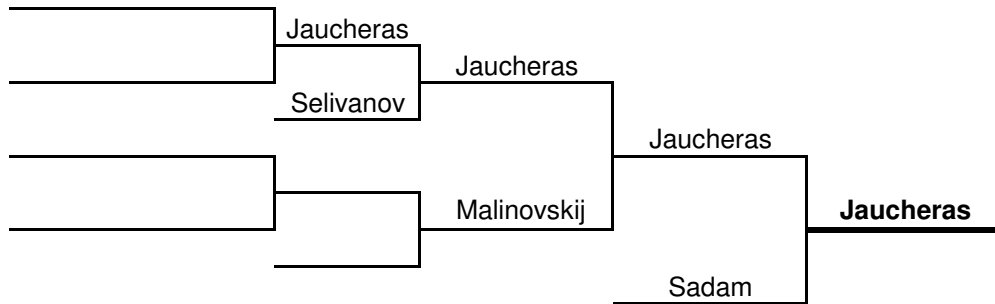 Jaucheras
Jaucheras
Selivanov
Jaucheras
Malinovskij
Jaucheras
Sadam